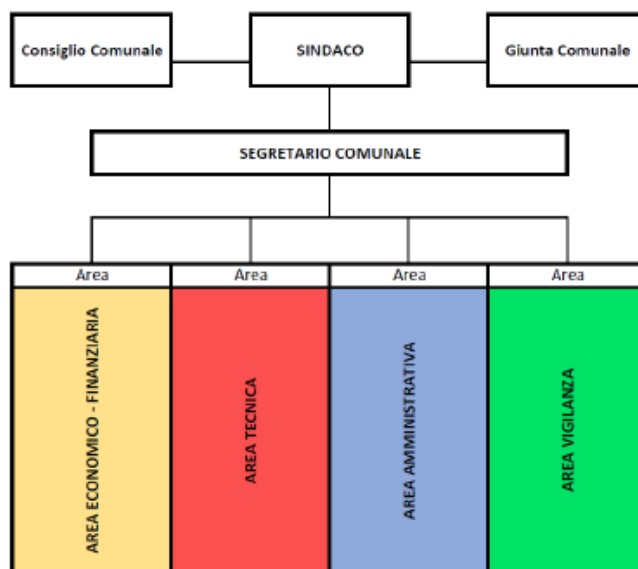 Consiglio Comunale
SINDACO
Giunta Comunale
SEGRETARIO COMUNALE
Area
Area
Area
Area
AREA ECONOMICO - FINANZIARIA
AREA TECNICA
AREA AMMINISTRATIVA
AREA VIGILANZA